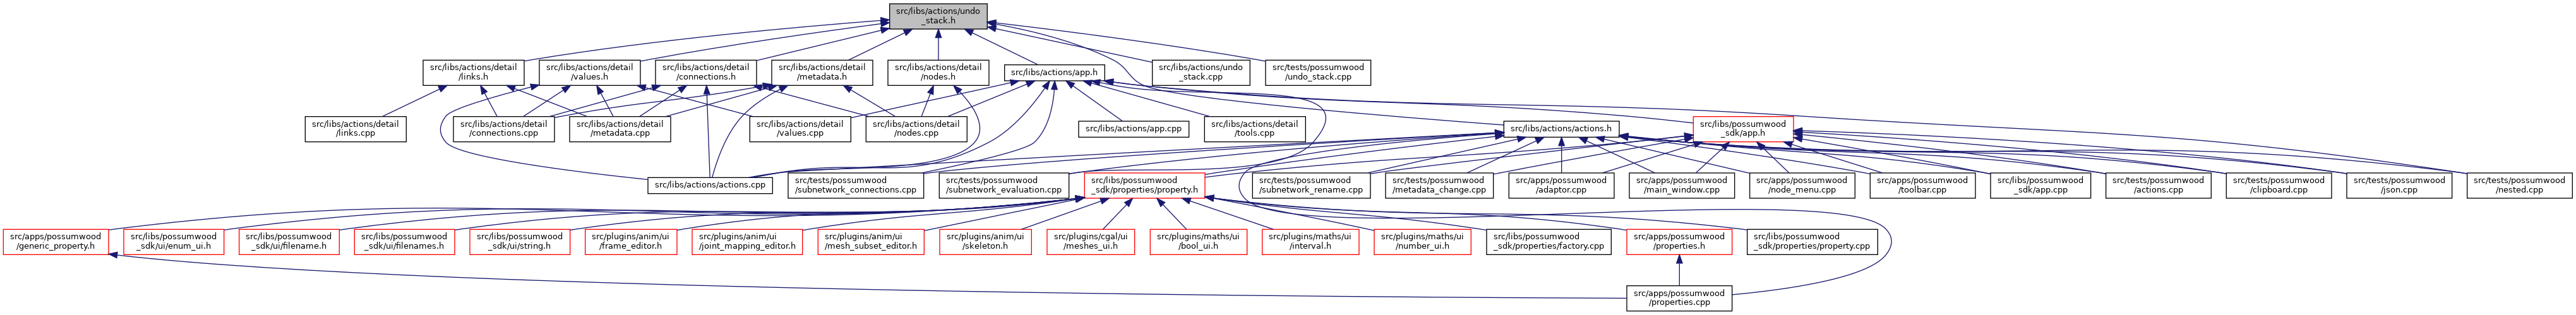 src/libs/actions/undo
_stack.h
src/libs/actions/detail
/links.h
src/libs/actions/detail
/values.h
src/libs/actions/detail
/connections.h
src/libs/actions/detail
/metadata.h
src/libs/actions/detail
/nodes.h
src/libs/actions/app.h
src/libs/actions/undo
_stack.cpp
src/tests/possumwood
/undo_stack.cpp
src/libs/actions/detail
/links.cpp
src/libs/actions/detail
/connections.cpp
src/libs/actions/detail
/metadata.cpp
src/libs/actions/detail
/values.cpp
src/libs/actions/detail
/nodes.cpp
src/libs/actions/app.cpp
src/libs/actions/detail
/tools.cpp
src/libs/actions/actions.h
src/libs/possumwood
_sdk/app.h
src/libs/actions/actions.cpp
src/tests/possumwood
/subnetwork_connections.cpp
src/tests/possumwood
/subnetwork_evaluation.cpp
src/libs/possumwood
_sdk/properties/property.h
src/tests/possumwood
/subnetwork_rename.cpp
src/tests/possumwood
/metadata_change.cpp
src/apps/possumwood
/adaptor.cpp
src/apps/possumwood
/main_window.cpp
src/apps/possumwood
/node_menu.cpp
src/apps/possumwood
/toolbar.cpp
src/libs/possumwood
_sdk/app.cpp
src/tests/possumwood
/actions.cpp
src/tests/possumwood
/clipboard.cpp
src/tests/possumwood
/json.cpp
src/tests/possumwood
/nested.cpp
src/apps/possumwood
/generic_property.h
src/libs/possumwood
_sdk/ui/enum_ui.h
src/libs/possumwood
_sdk/ui/filename.h
src/libs/possumwood
_sdk/ui/filenames.h
src/libs/possumwood
_sdk/ui/string.h
src/plugins/anim/ui
/frame_editor.h
src/plugins/anim/ui
/joint_mapping_editor.h
src/plugins/anim/ui
/mesh_subset_editor.h
src/plugins/anim/ui
/skeleton.h
src/plugins/cgal/ui
/meshes_ui.h
src/plugins/maths/ui
/bool_ui.h
src/plugins/maths/ui
/interval.h
src/plugins/maths/ui
/number_ui.h
src/libs/possumwood
_sdk/properties/factory.cpp
src/apps/possumwood
/properties.h
src/libs/possumwood
_sdk/properties/property.cpp
src/apps/possumwood
/properties.cpp